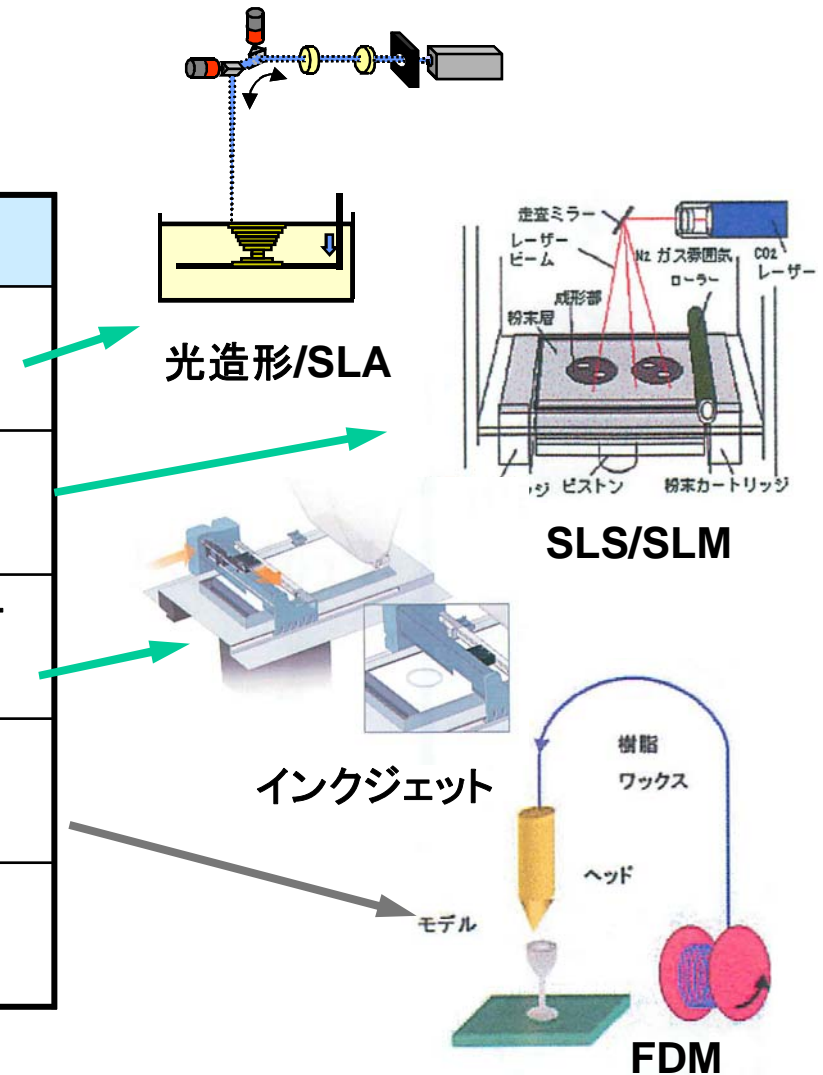 光造形/SLA
走査ミラー
レーザー
ビーム
N2 ガス雰囲気
CO2
レーザー
ローラー
成形部
粉末層
ッジ
ピストン
粉末カートリッジ
SLS/SLM
インクジェット
樹脂
ワックス
ヘッド
モデル
FDM